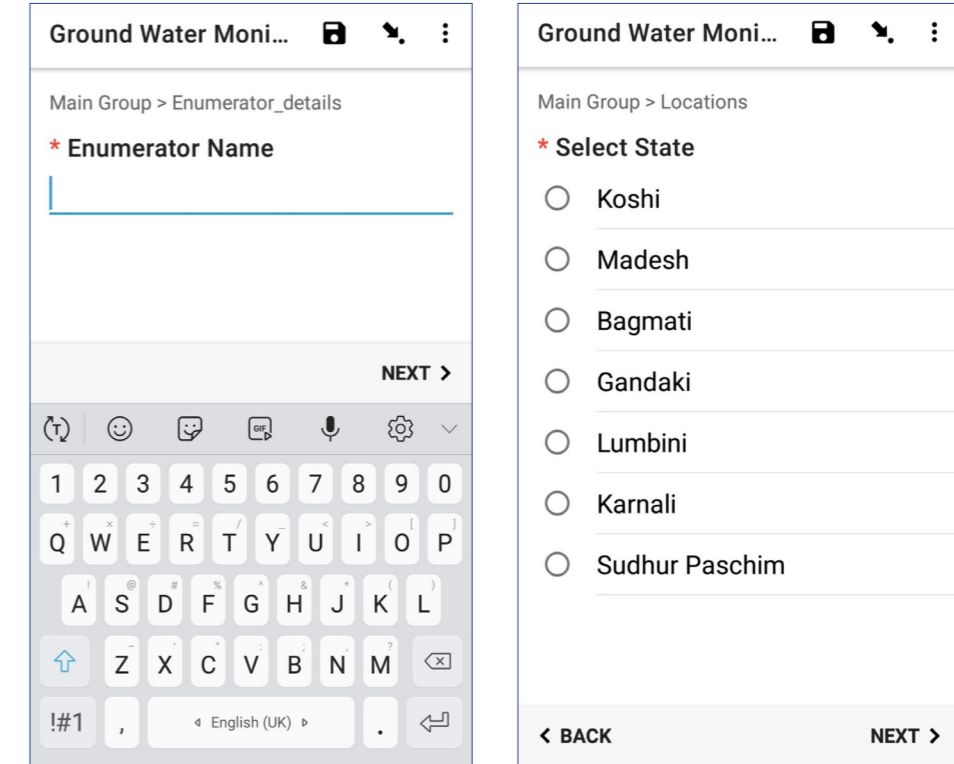 Ground Water Moni...
Main Group > Enumerator_details
* Enumerator Name
NEXT >
T
GIF
1 2 3 4 5 6 7 8 9 0
+ × ÷ = / _ < > [ ]
Q W E R T Y U I O P
! @ # % ^ & * ( )
A S D F G H J K L
- ' " : ; , ?
Z X C V B N M
!#1 , English (UK) .
Ground Water Moni...
Main Group > Locations
* Select State
Koshi
Madesh
Bagmati
Gandaki
Lumbini
Karnali
Sudhur Paschim
< BACK NEXT >